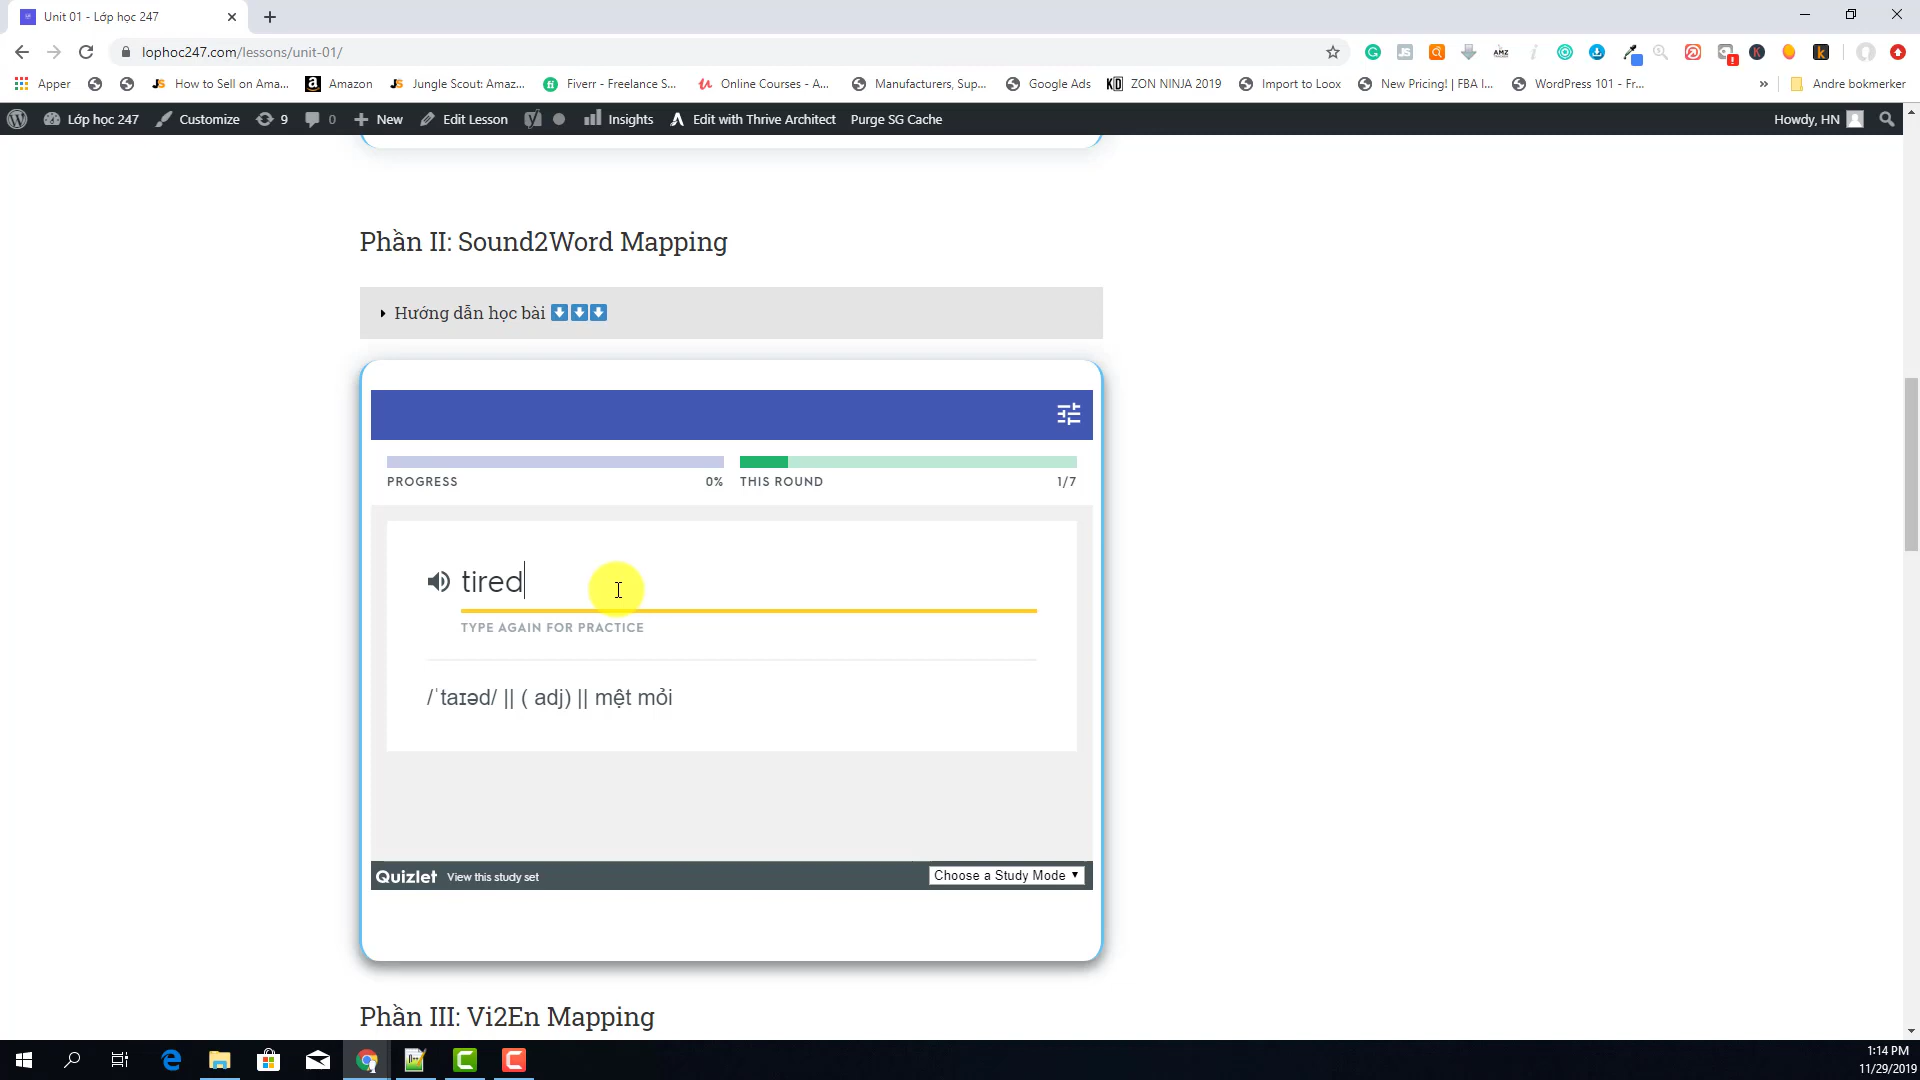 Unit 01 - Lớp học 247
lophoc247.com/lessons/unit-01/
Apper
How to Sell on Ama...
Amazon
Jungle Scout: Amaz...
Fiverr - Freelance S...
Online Courses - A...
Manufacturers, Sup...
Google Ads
ZON NINJA 2019
Import to Loox
New Pricing! | FBA I...
WordPress 101 - Fr...
»
Andre bokmerker
Lớp học 247
Customize
9
0
New
Edit Lesson
Insights
Edit with Thrive Architect
Purge SG Cache
Howdy, HN
Phần II: Sound2Word Mapping
Hướng dẫn học bài
PROGRESS 0%
THIS ROUND 1/7
tired
TYPE AGAIN FOR PRACTICE
/ˈtaɪəd/ || ( adj) || mệt mỏi
Quizlet View this study set
Choose a Study Mode
Phần III: Vi2En Mapping
1:14 PM
11/29/2019